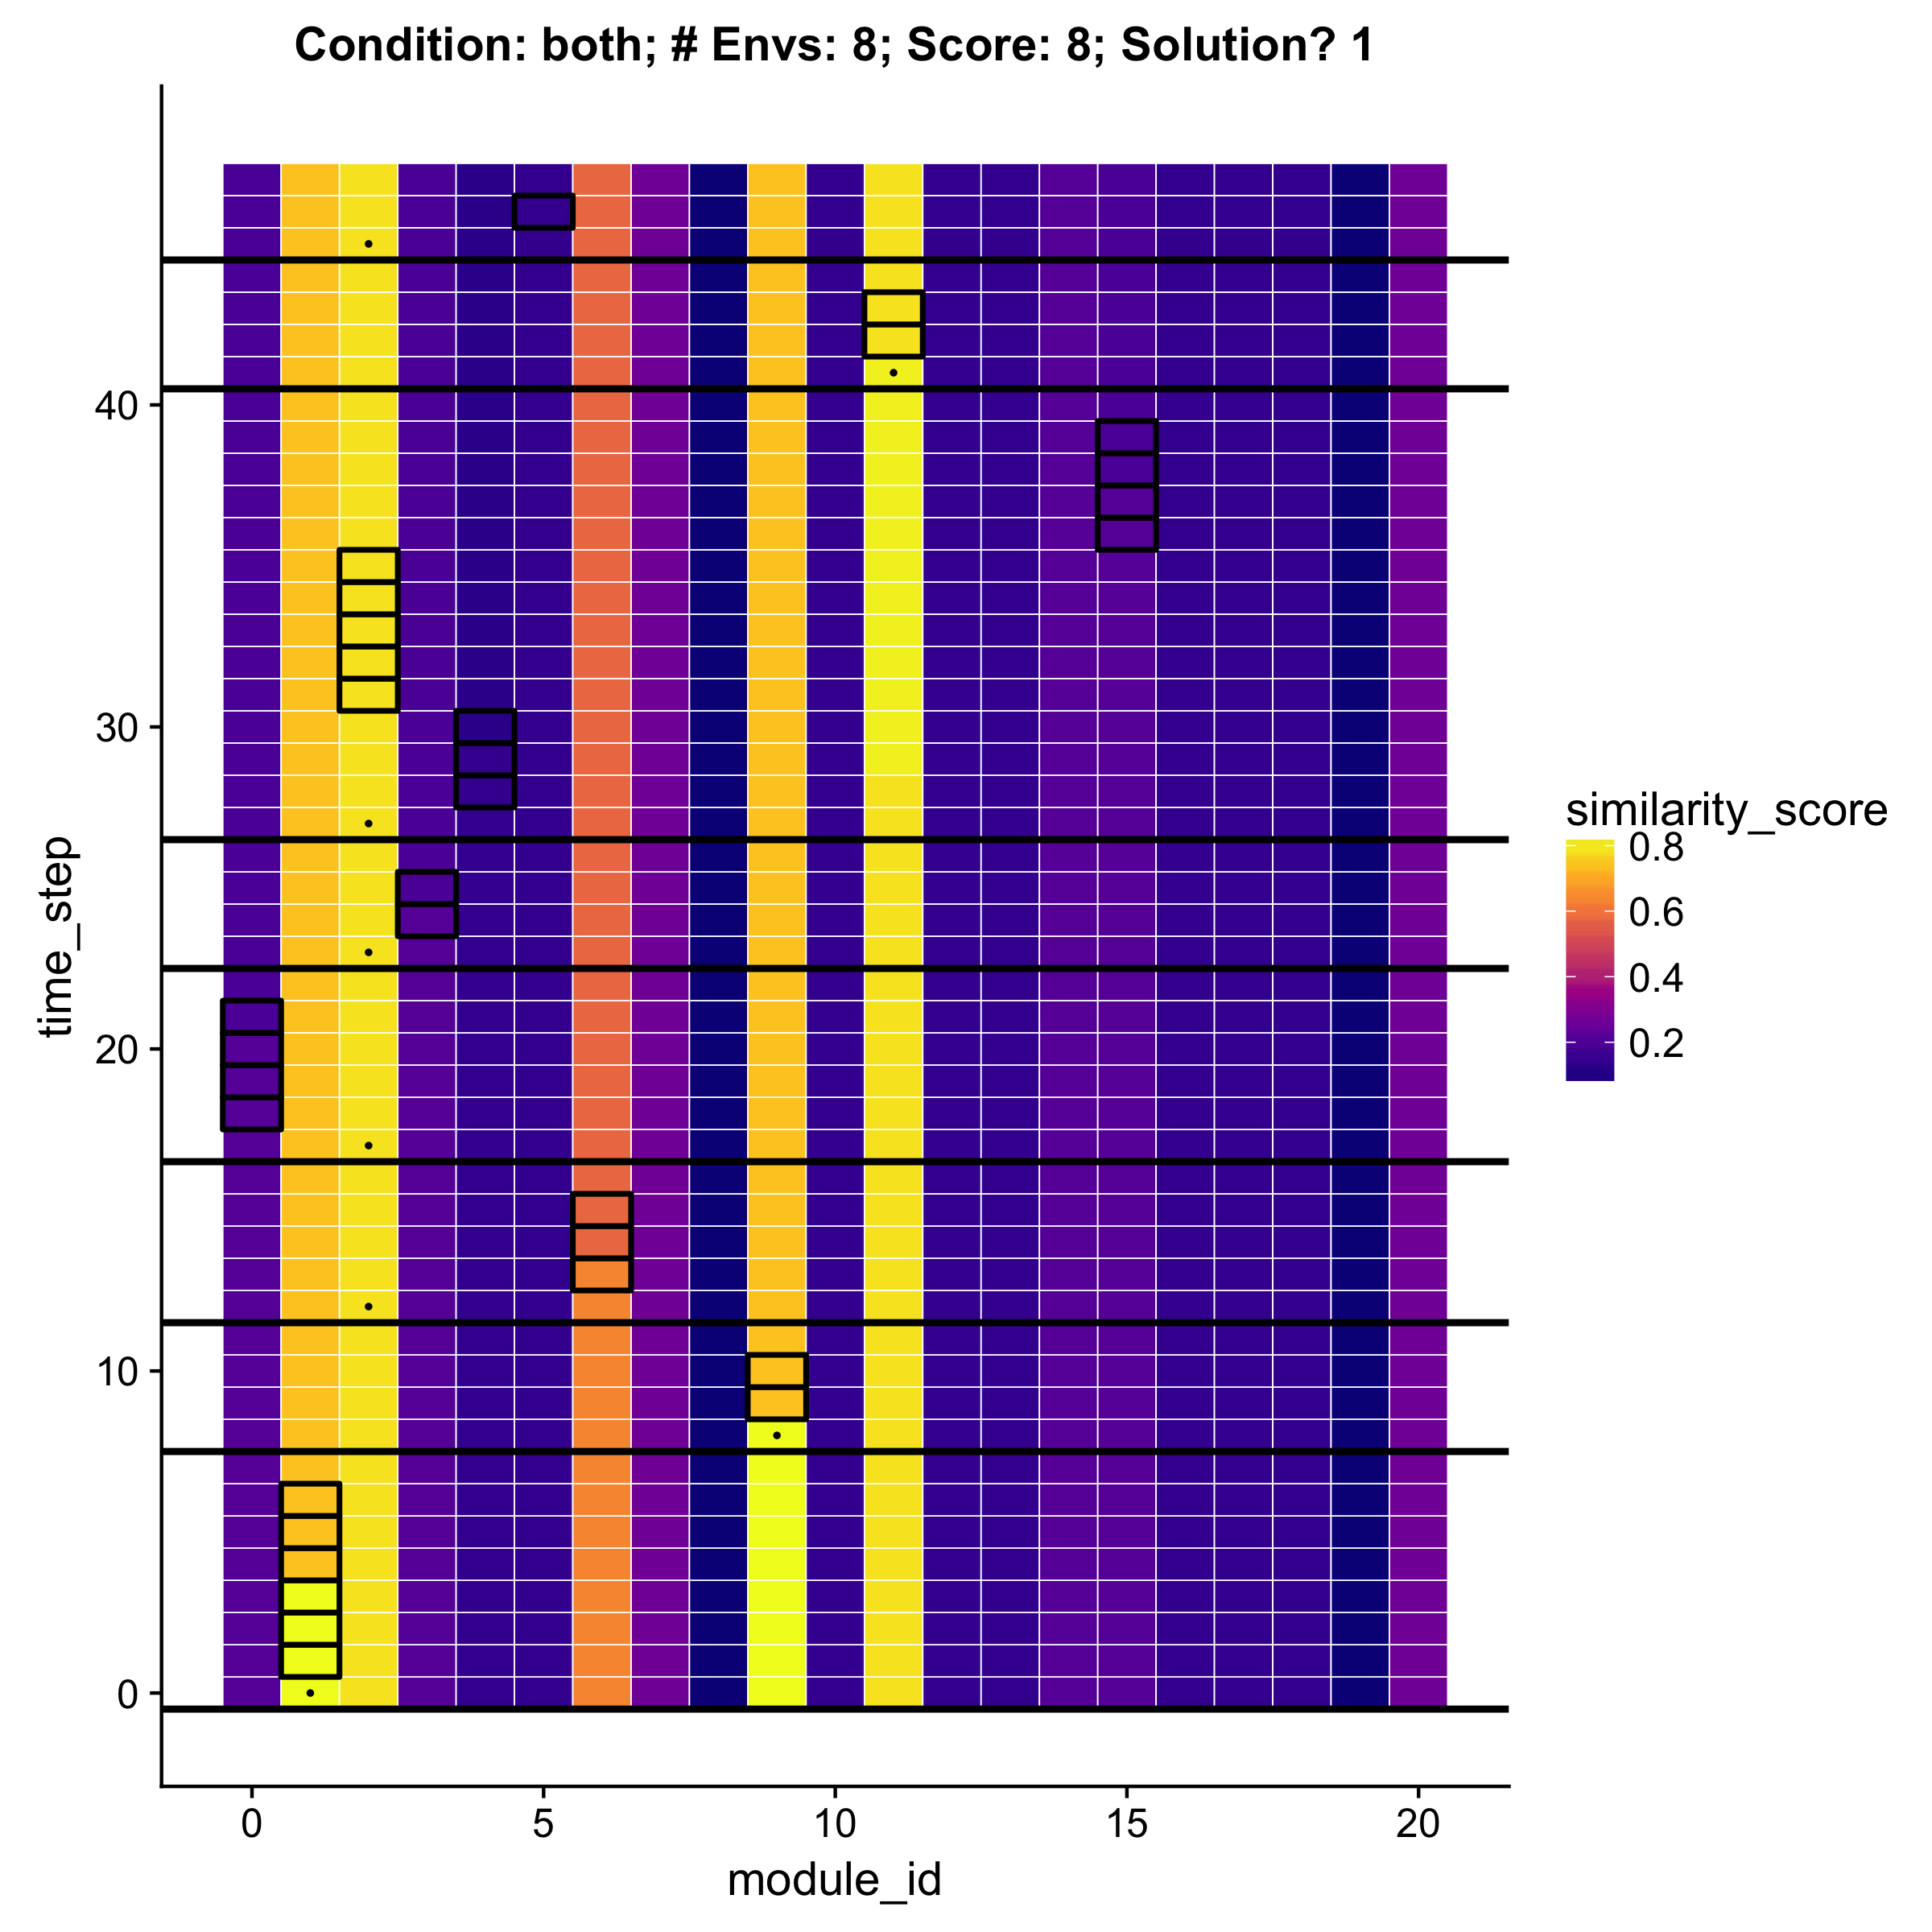 Condition: both; # Envs: 8; Score: 8; Solution? 1
time_step
40
30
20
10
0
0 5 10 15 20
module_id
similarity_score
0.8
0.6
0.4
0.2